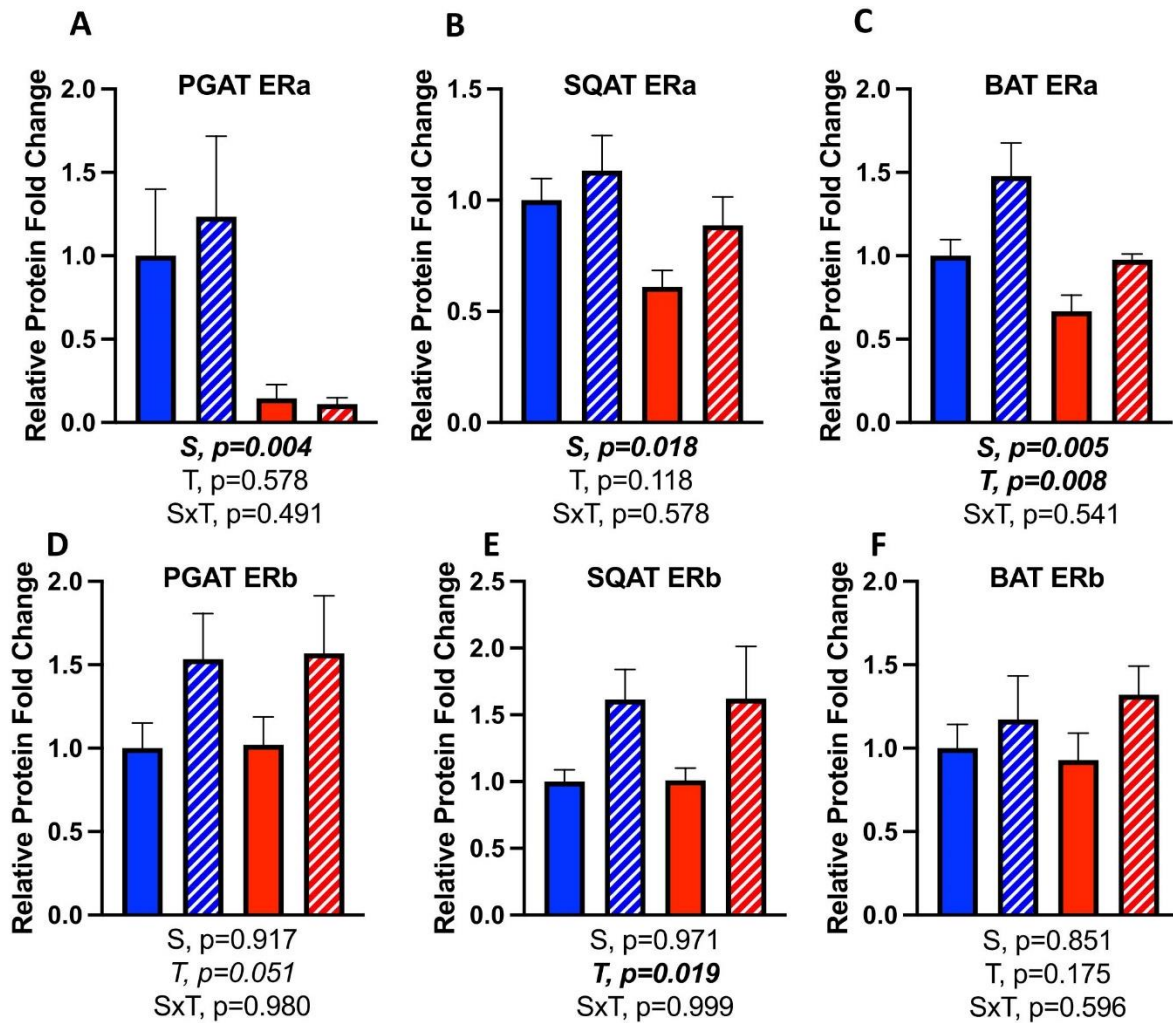 A
PGAT ERa
Relative Protein Fold Change
2.0
1.5
1.0
0.5
0.0
S, p=0.004
T, p=0.578
SxT, p=0.491
B
SQAT ERa
Relative Protein Fold Change
1.5
1.0
0.5
0.0
S, p=0.018
T, p=0.118
SxT, p=0.578
C
BAT ERa
Relative Protein Fold Change
2.0
1.5
1.0
0.5
0.0
S, p=0.005
T, p=0.008
SxT, p=0.541
D
PGAT ERb
Relative Protein Fold Change
2.0
1.5
1.0
0.5
0.0
S, p=0.917
T, p=0.051
SxT, p=0.980
E
SQAT ERb
Relative Protein Fold Change
2.5
2.0
1.5
1.0
0.5
0.0
S, p=0.971
T, p=0.019
SxT, p=0.999
F
BAT ERb
Relative Protein Fold Change
2.0
1.5
1.0
0.5
0.0
S, p=0.851
T, p=0.175
SxT, p=0.596